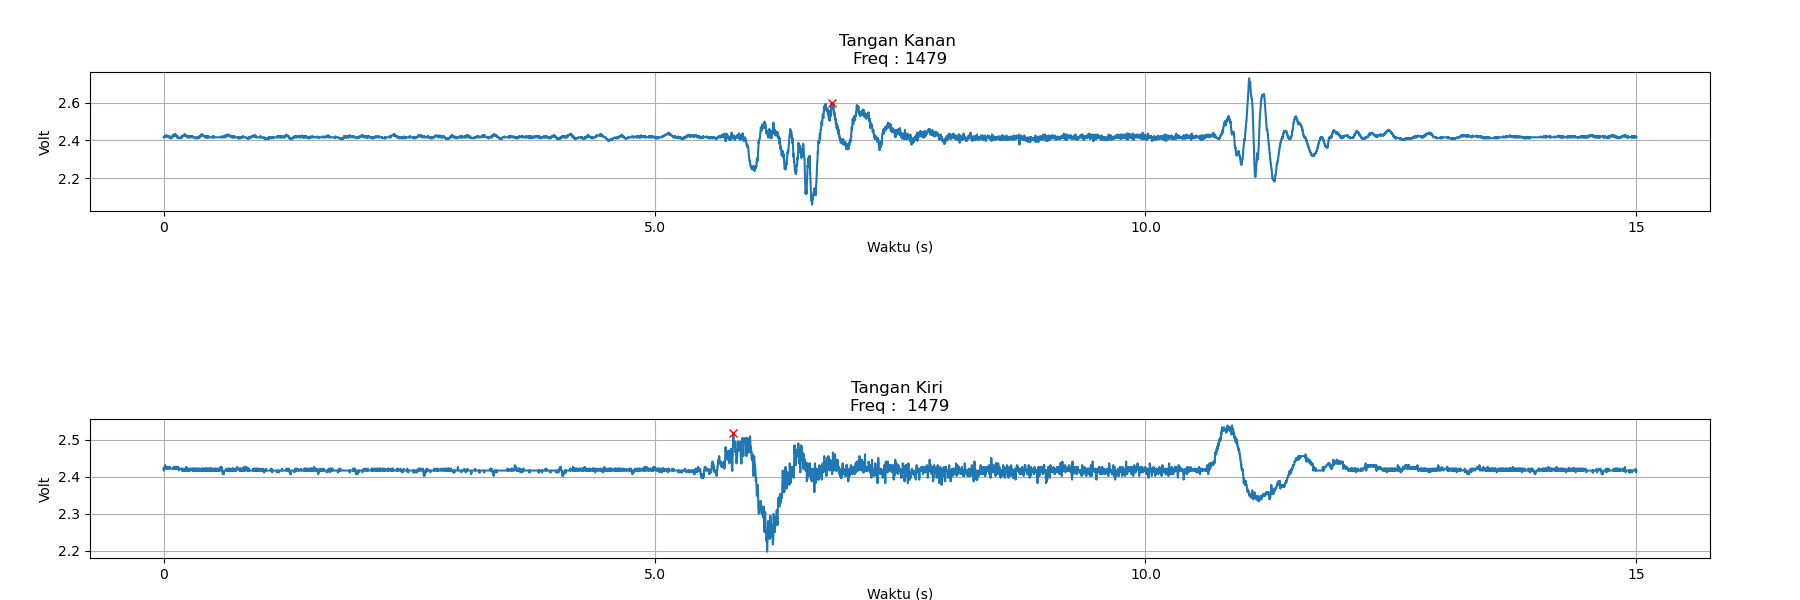 Tangan Kanan
Freq : 1479
2.6
2.4
2.2
Volt
0 5.0 10.0 15
Waktu (s)
Tangan Kiri
Freq :  1479
2.5
2.4
2.3
2.2
Volt
0 5.0 10.0 15
Waktu (s)